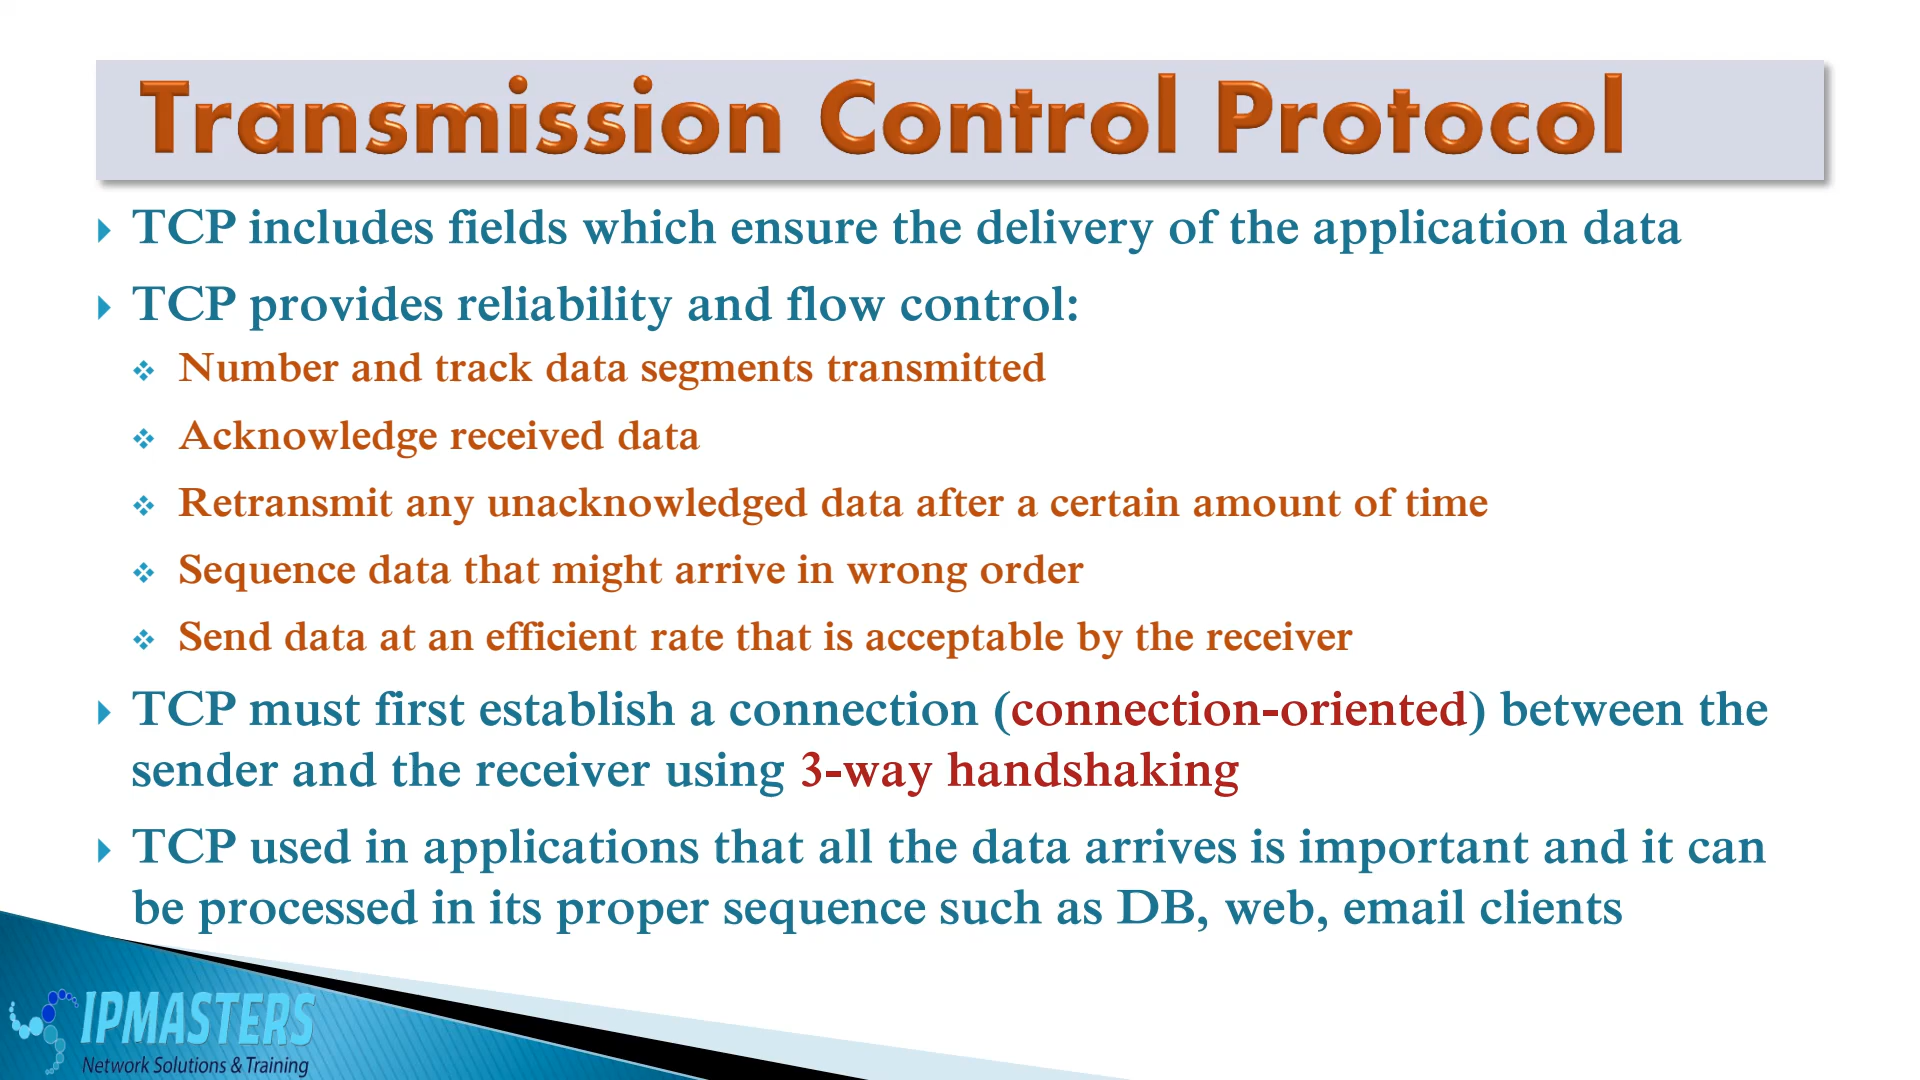 Transmission Control Protocol
TCP includes fields which ensure the delivery of the application data
TCP provides reliability and flow control:
Number and track data segments transmitted
Acknowledge received data
Retransmit any unacknowledged data after a certain amount of time
Sequence data that might arrive in wrong order
Send data at an efficient rate that is acceptable by the receiver
TCP must first establish a connection (connection-oriented) between the
sender and the receiver using 3-way handshaking
TCP used in applications that all the data arrives is important and it can
be processed in its proper sequence such as DB, web, email clients
IPMASTERS
Network Solutions & Training